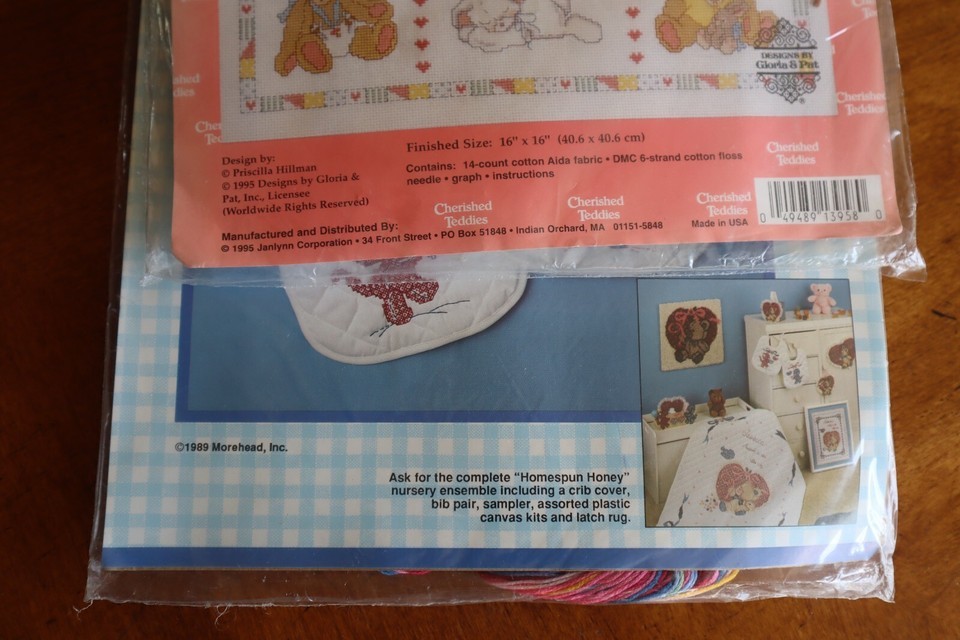 DESIGNS BY
Gloria & Pat
®
Cherished
Cherished
Teddies
Cherished
Teddies
Finished Size: 16" x 16" (40.6 x 40.6 cm)
Contains: 14-count cotton Aida fabric • DMC 6-strand cotton floss
needle • graph • instructions
Cherished
Teddies
Design by:
© Priscilla Hillman
© 1995 Designs by Gloria &
Pat, Inc., Licensee
(Worldwide Rights Reserved)
Cherished
Teddies
Cherished
Teddies
Cherished
Teddies
Made in USA
0 49489 13958 0
Manufactured and Distributed By:
© 1995 Janlynn Corporation • 34 Front Street • PO Box 51848 • Indian Orchard, MA 01151-5848
©1989 Morehead, Inc.
Ask for the complete "Homespun Honey"
nursery ensemble including a crib cover,
bib pair, sampler, assorted plastic
canvas kits and latch rug.